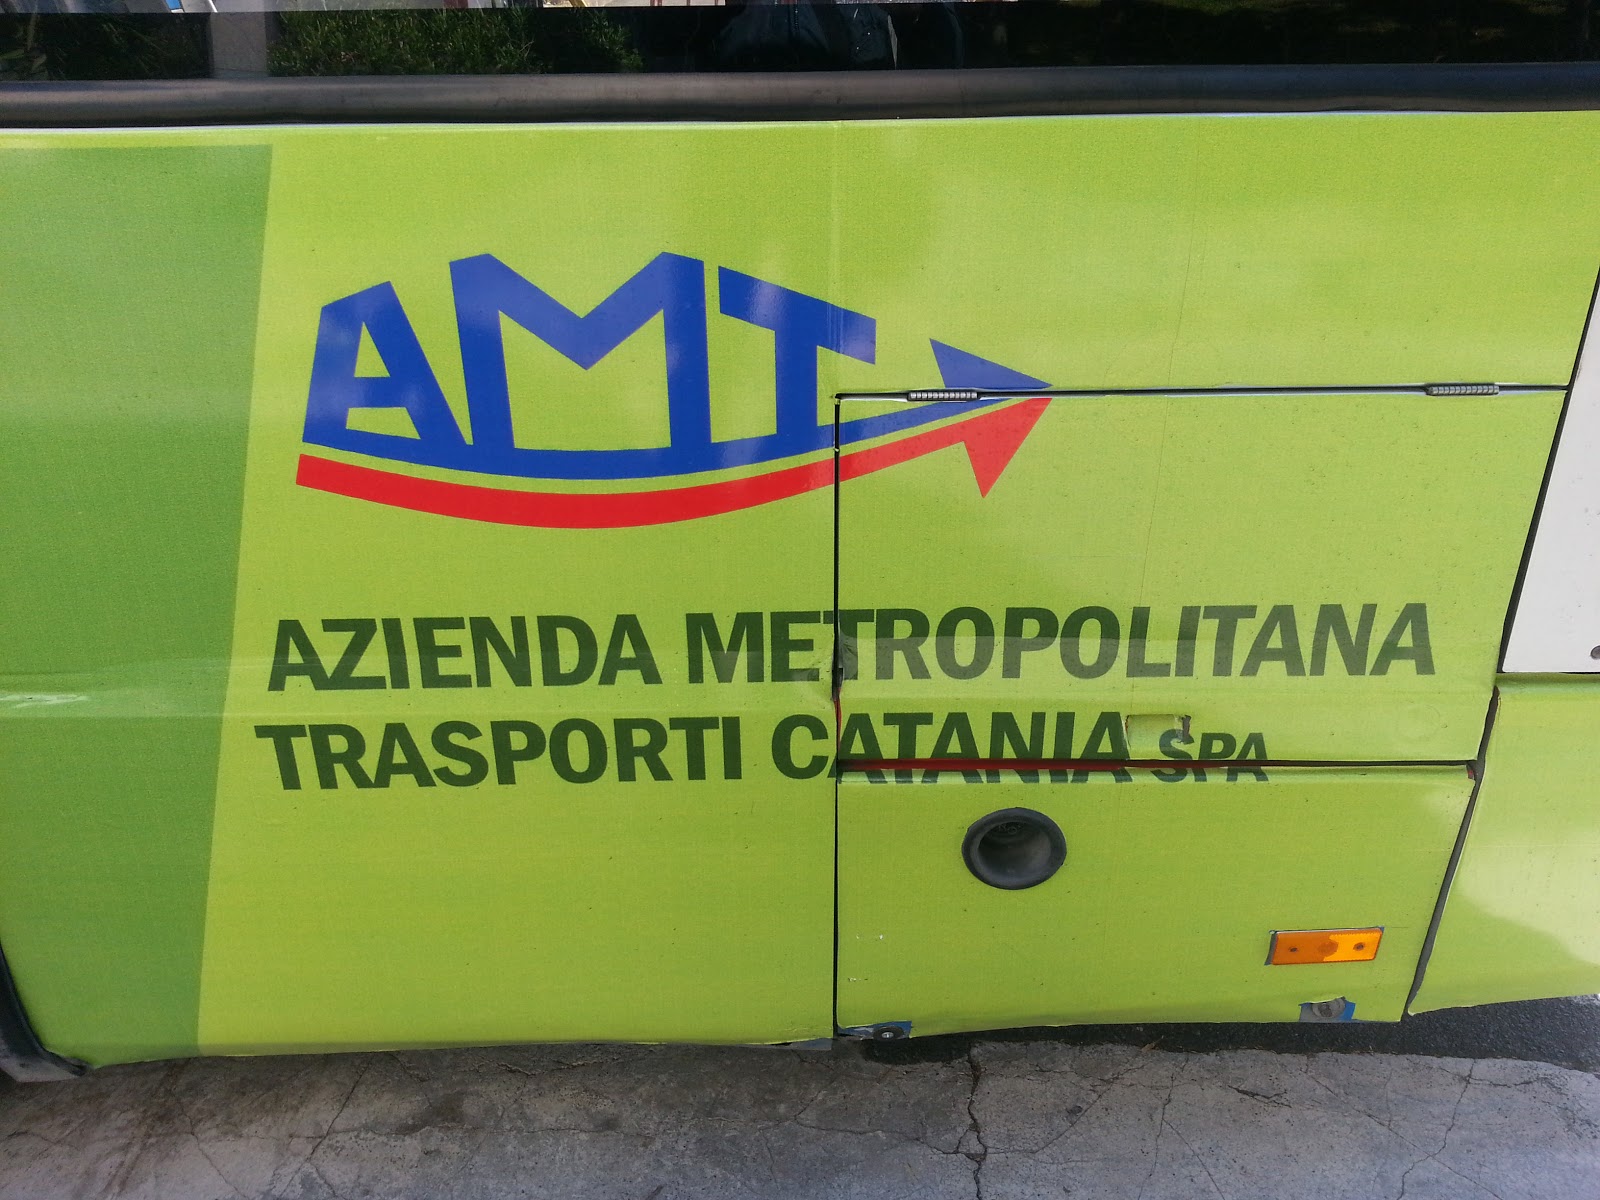 AMT
AZIENDA METROPOLITANA
TRASPORTI CATANIA SPA